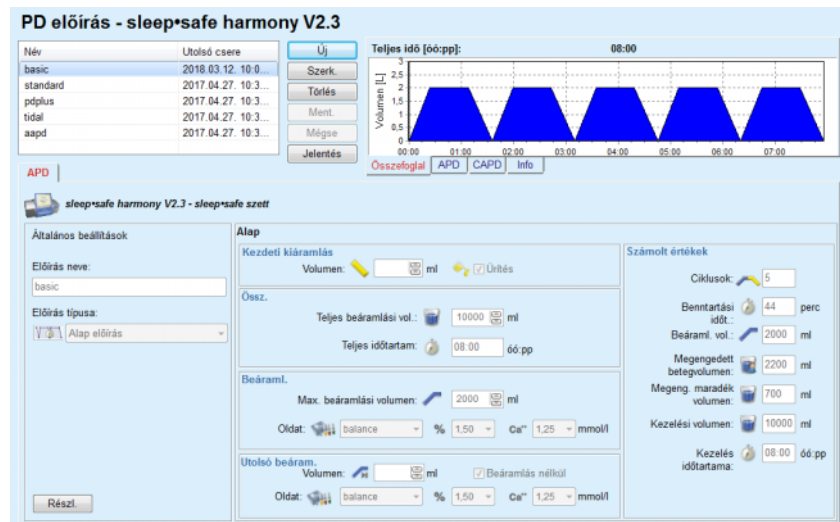 PD előírás - sleep•safe harmony V2.3
Név Utolsó csere
basic 2018.03.12. 10:0...
standard 2017.04.27. 10:3...
pdplus 2017.04.27. 10:3...
tidal 2017.04.27. 10:3...
aapd 2017.04.27. 10:3...
Új
Szerk.
Törlés
Ment.
Mégse
Jelentés
Teljes idő [óó:pp]: 08:00
Volumen [L]
3
2,5
2
1,5
1
0,5
0
00:00 01:00 02:00 03:00 04:00 05:00 06:00 07:00
Összefoglal APD CAPD Info
APD
sleep•safe harmony V2.3 - sleep•safe szett
Általános beállítások
Előírás neve:
basic
Előírás típusa:
Alap előírás
Részl.
Alap
Kezdeti kiáramlás
Volumen: ml Ürítés
Össz.
Teljes beáramlási vol.: 10000 ml
Teljes időtartam: 08:00 óó:pp
Beáraml.
Max. beáramlási volumen: 2000 ml
Oldat: balance % 1,50 Ca⁺⁺ 1,25 mmol/l
Utolsó beáram.
Volumen: ml Beáramlás nélkül
Oldat: balance % 1,50 Ca⁺⁺ 1,25 mmol/l
Számolt értékek
Ciklusok: 5
Benntartási időt.: 44 perc
Beáraml. vol.: 2000 ml
Megengedett betegvolumen: 2200 ml
Megeng. maradék volumen: 700 ml
Kezelési volumen: 10000 ml
Kezelés időtartama: 08:00 óó:pp